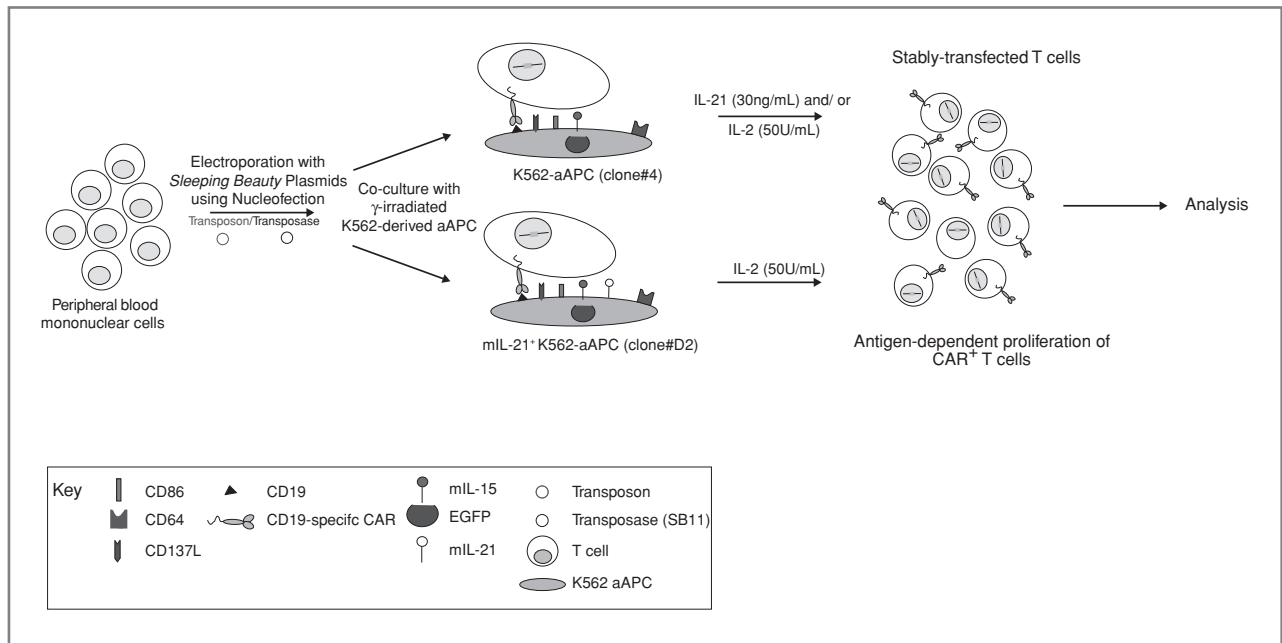 Stably-transfected T cells
IL-21 (30ng/mL) and/ or
IL-2 (50U/mL)
K562-aAPC (clone#4)
Electroporation with
Sleeping Beauty Plasmids
using Nucleofection
Transposon/Transposase
Co-culture with
γ-irradiated
K562-derived aAPC
Analysis
Peripheral blood
mononuclear cells
IL-2 (50U/mL)
mIL-21⁺ K562-aAPC (clone#D2)
Antigen-dependent proliferation of
CAR⁺ T cells
Key
CD86
CD19
mIL-15
Transposon
CD64
CD19-specifc CAR
EGFP
Transposase (SB11)
CD137L
mIL-21
T cell
K562 aAPC